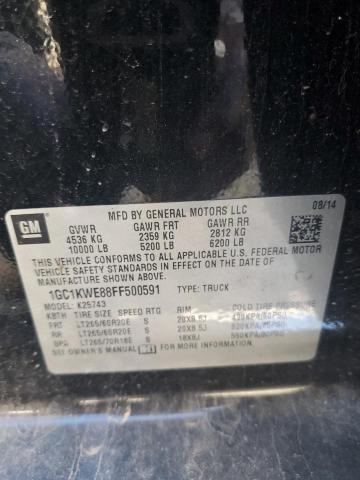 GM
MFD BY GENERAL MOTORS LLC
08/14
GVWR GAWR FRT GAWR RR
4536 KG 2359 KG 2812 KG
10000 LB 5200 LB 6200 LB
THIS VEHICLE CONFORMS TO ALL APPLICABLE U.S. FEDERAL MOTOR
VEHICLE SAFETY STANDARDS IN EFFECT ON THE DATE OF
MANUFACTURE SHOWN ABOVE.
1GC1KWE88FF500591 TYPE: TRUCK
K25743
KBTH TIRE SIZE SPEED RTG RIM COLD TIRE PRESSURE
FRT LT265/60R20E S 20X8.5J
RR LT265/60R20E S 20X8.5J
SPA LT265/70R18E S 18X8J
SEE OWNER'S MANUAL FOR MORE INFORMATION.